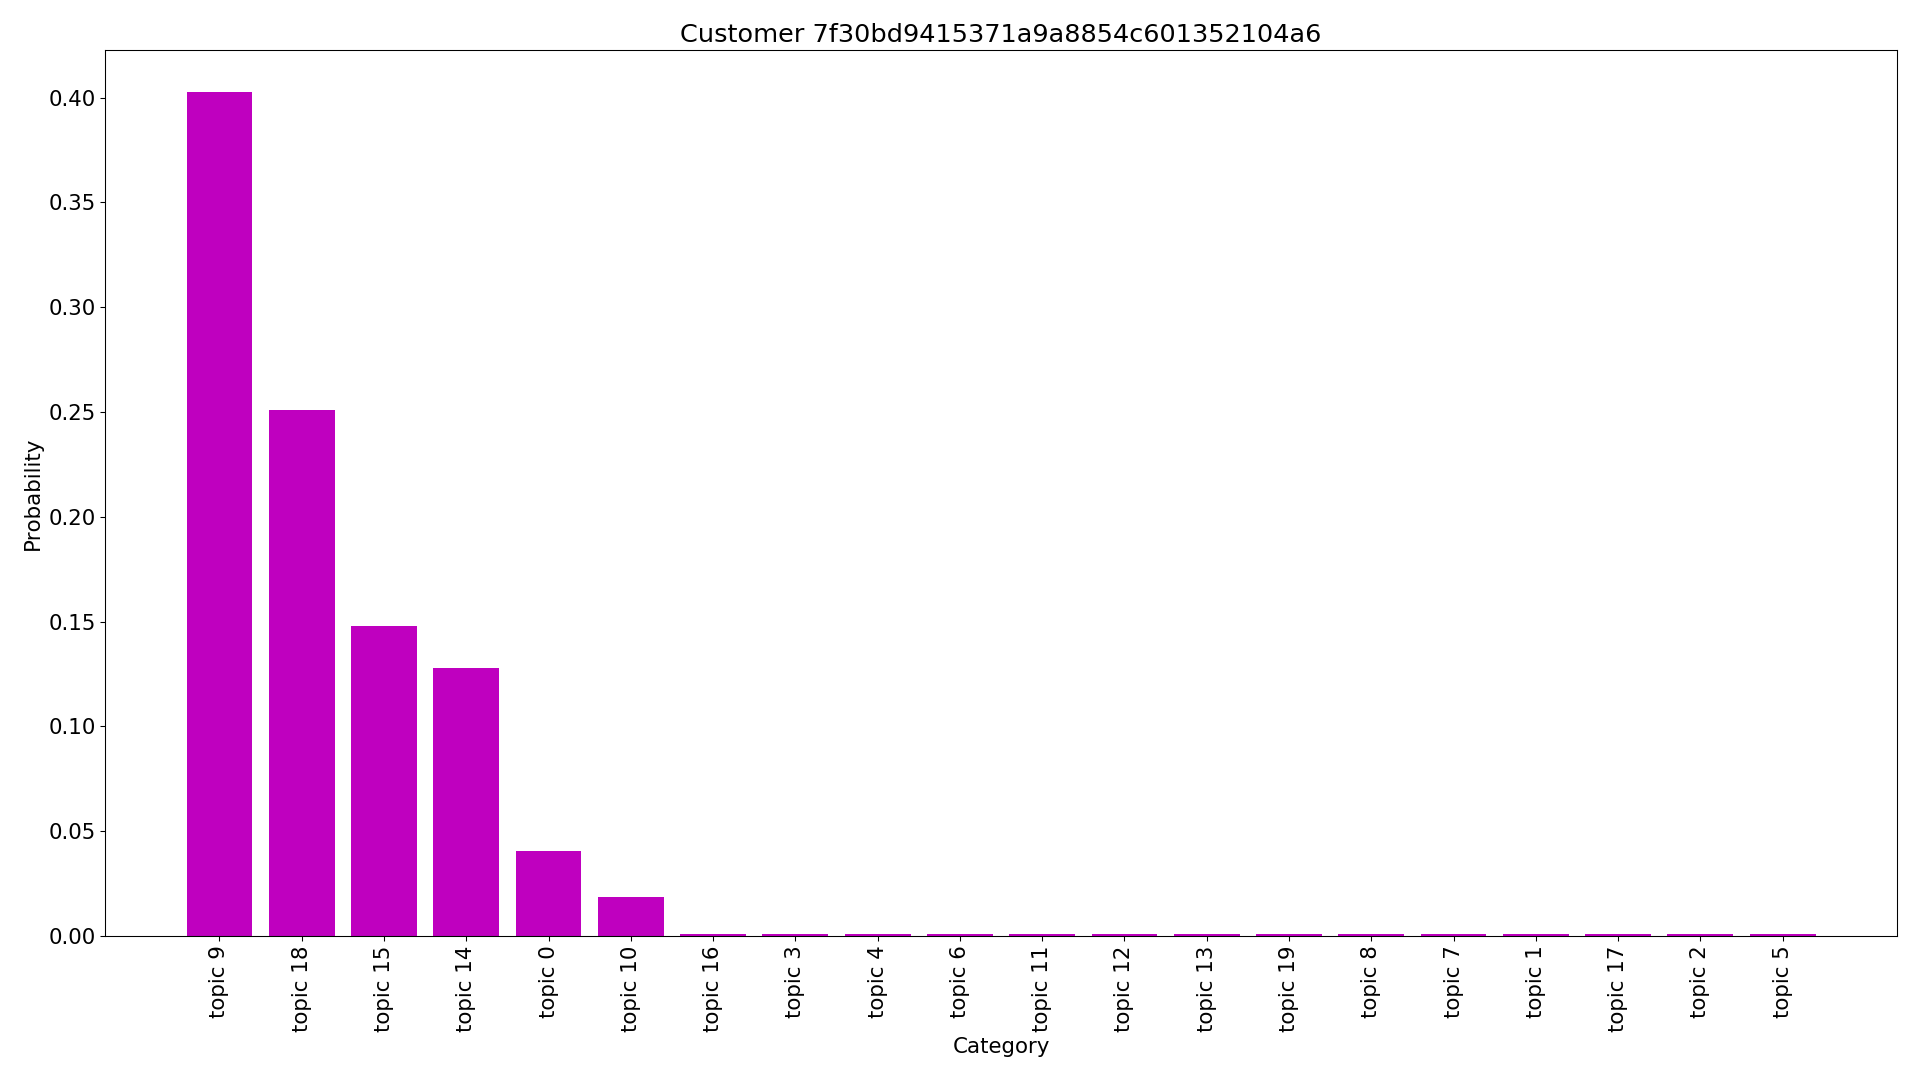 Customer 7f30bd9415371a9a8854c601352104a6
0.40
0.35
0.30
0.25
0.20
0.15
0.10
0.05
0.00
Probability
topic 9
topic 18
topic 15
topic 14
topic 0
topic 10
topic 16
topic 3
topic 4
topic 6
topic 11
topic 12
topic 13
topic 19
topic 8
topic 7
topic 1
topic 17
topic 2
topic 5
Category